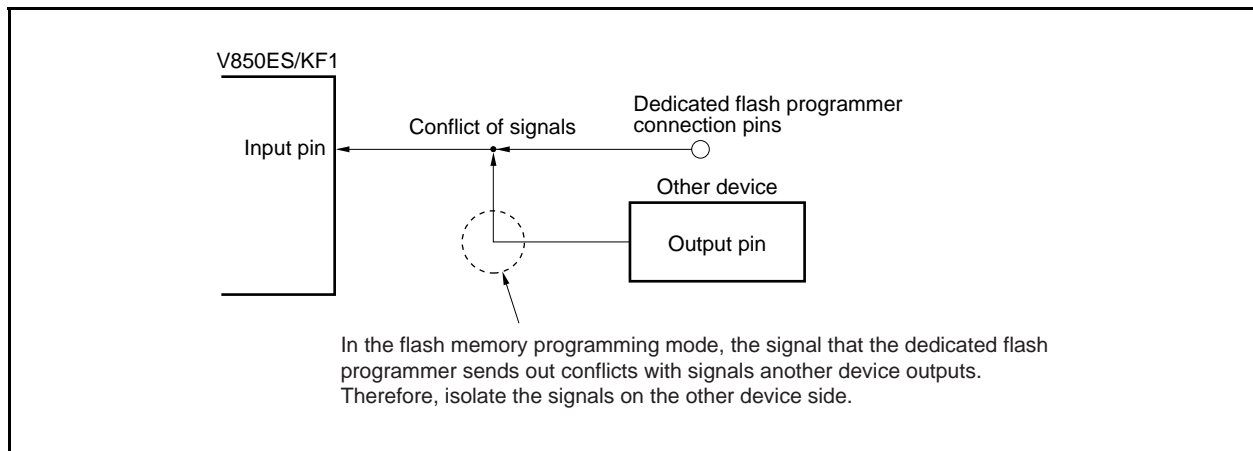 V850ES/KF1
Input pin
Conflict of signals
Dedicated flash programmer
connection pins
Other device
Output pin
In the flash memory programming mode, the signal that the dedicated flash
programmer sends out conflicts with signals another device outputs.
Therefore, isolate the signals on the other device side.